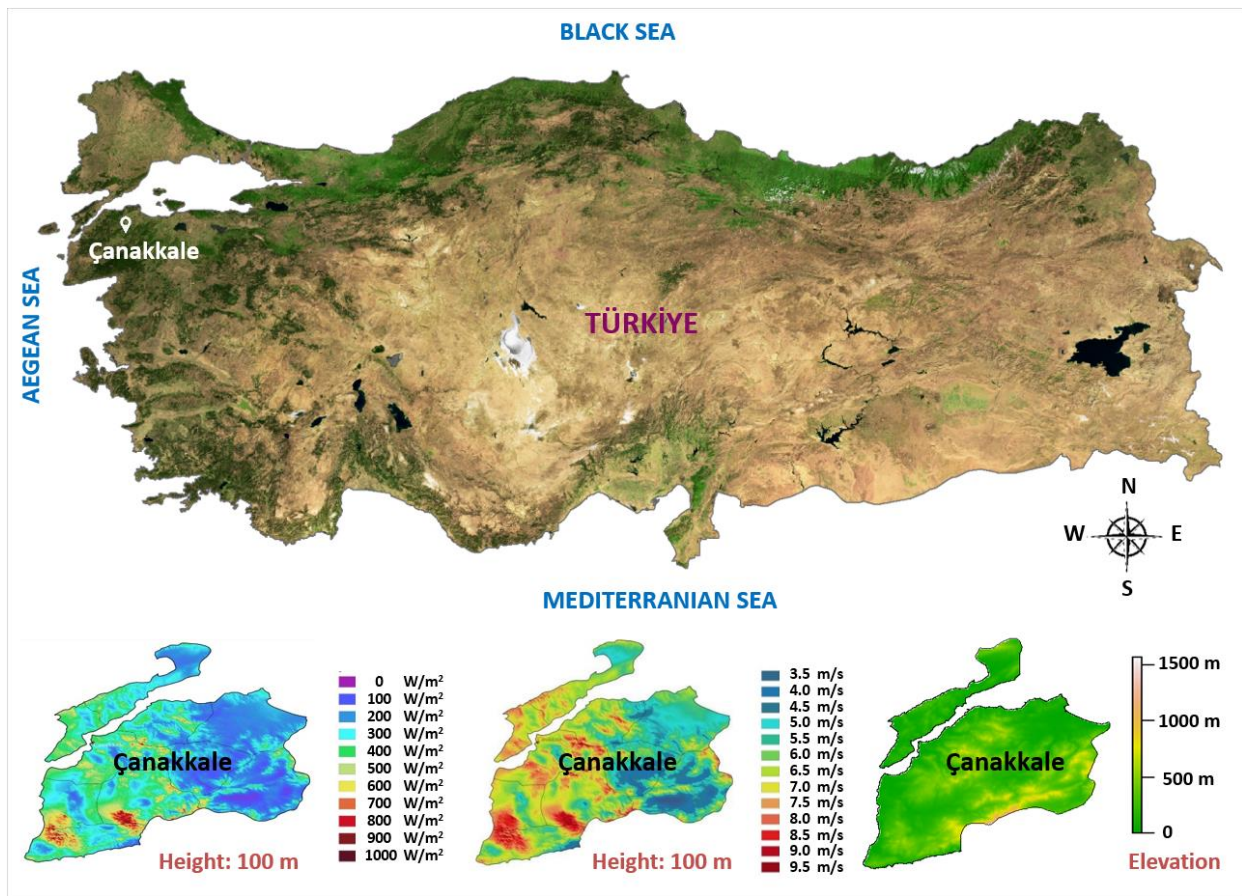 BLACK SEA
Çanakkale
AEGEAN SEA
TÜRKİYE
N
W E
S
MEDITERRANIAN SEA
Çanakkale
0 W/m²
100 W/m²
200 W/m²
300 W/m²
400 W/m²
500 W/m²
600 W/m²
700 W/m²
800 W/m²
900 W/m²
1000 W/m²
Height: 100 m
Çanakkale
3.5 m/s
4.0 m/s
4.5 m/s
5.0 m/s
5.5 m/s
6.0 m/s
6.5 m/s
7.0 m/s
7.5 m/s
8.0 m/s
8.5 m/s
9.0 m/s
9.5 m/s
Height: 100 m
Çanakkale
1500 m
1000 m
500 m
0
Elevation